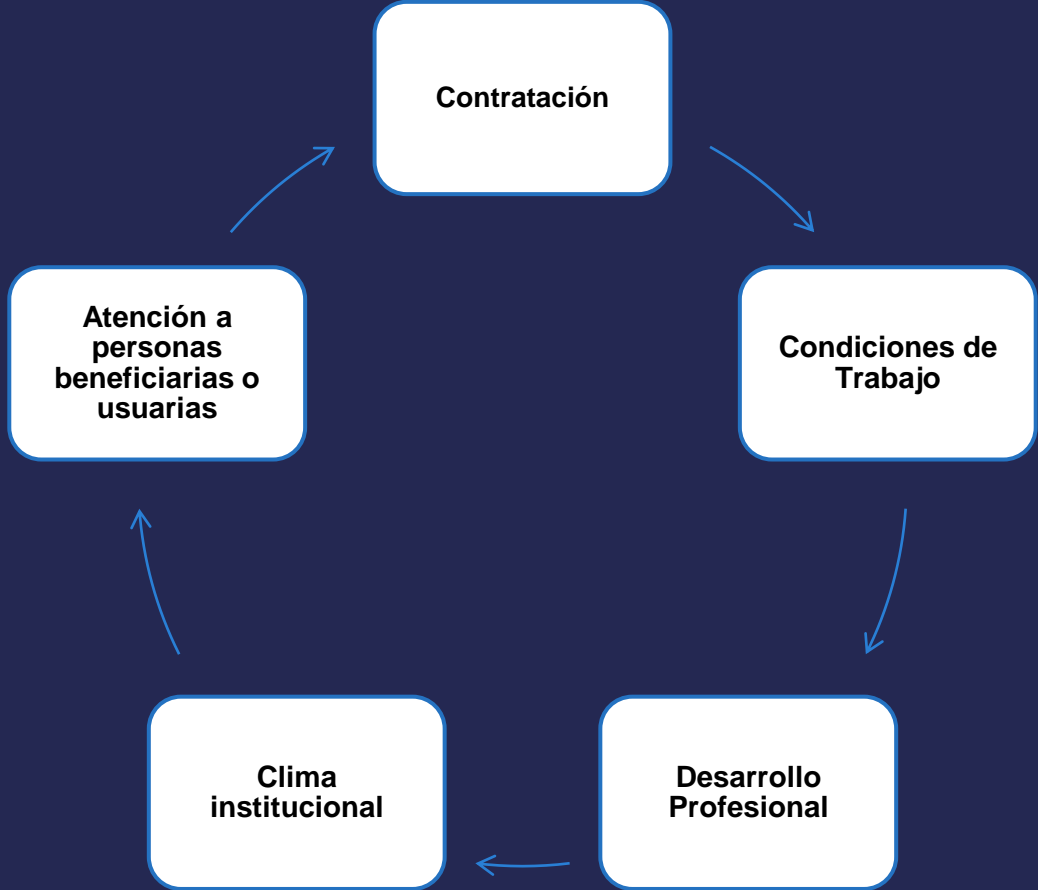 Contratación
Condiciones de
Trabajo
Desarrollo
Profesional
Clima
institucional
Atención a
personas
beneficiarias o
usuarias